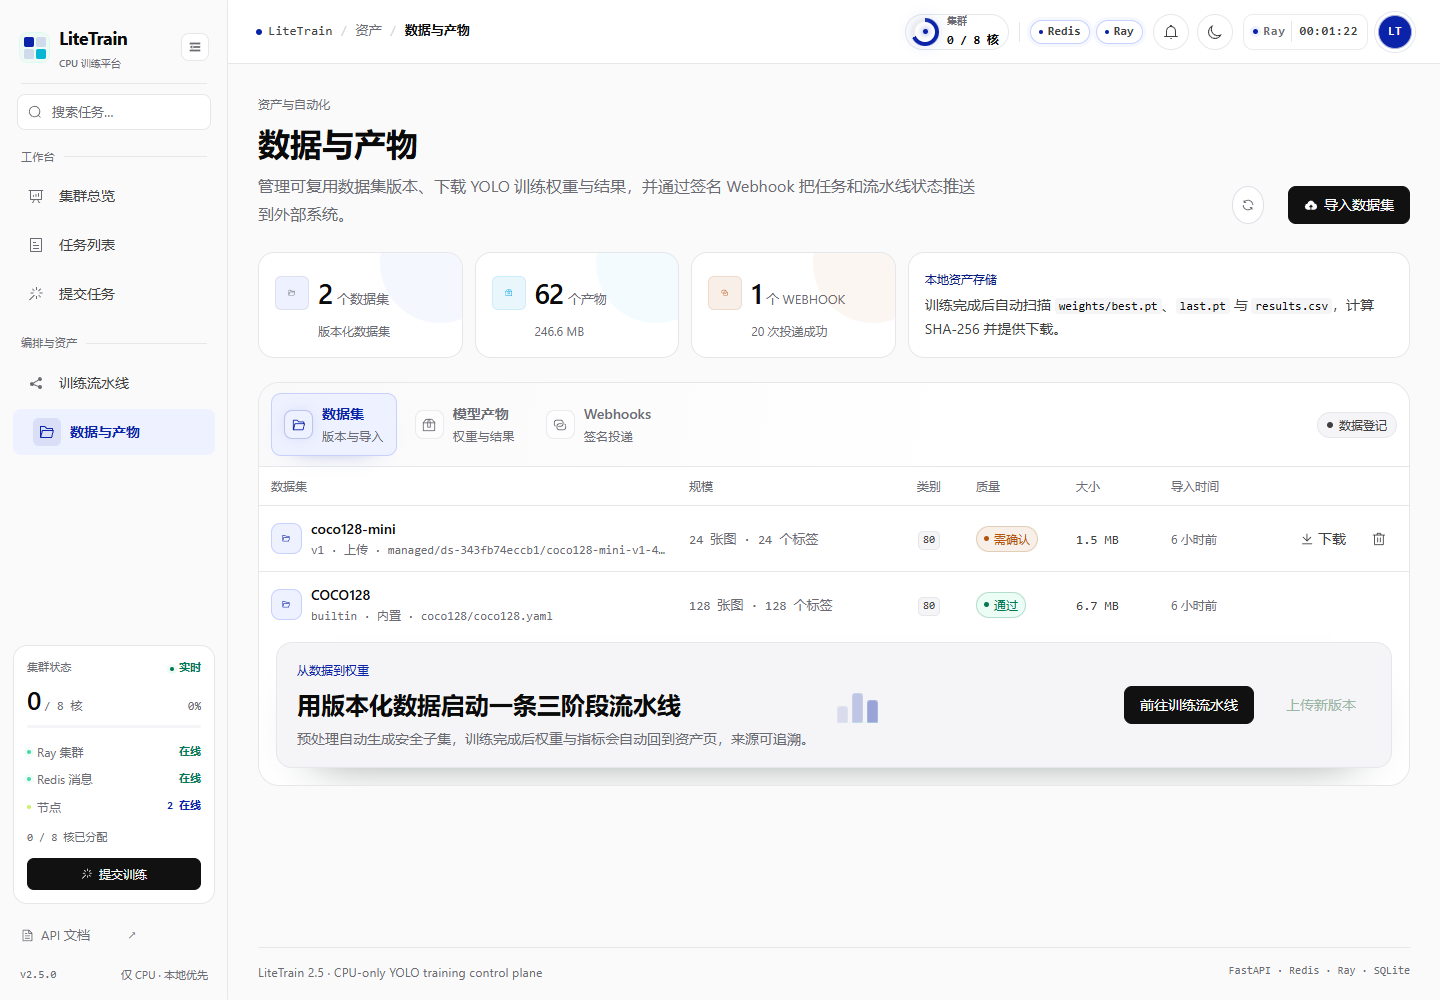 LiteTrain
CPU 训练平台
搜索任务...
工作台
集群总览
任务列表
提交任务
编排与资产
训练流水线
数据与产物
集群状态
实时
0 / 8 核
0%
Ray 集群
在线
Redis 消息
在线
节点
2 在线
0 / 8 核已分配
提交训练
API 文档 ↗
v2.5.0
仅 CPU · 本地优先
LiteTrain / 资产 / 数据与产物
集群
0 / 8 核
Redis
Ray
Ray 00:01:22
LT
资产与自动化
数据与产物
管理可复用数据集版本、下载 YOLO 训练权重与结果，并通过签名 Webhook 把任务和流水线状态推送
到外部系统。
导入数据集
2 个数据集
版本化数据集
62 个产物
246.6 MB
1 个 WEBHOOK
20 次投递成功
本地资产存储
训练完成后自动扫描 weights/best.pt 、 last.pt 与 results.csv ，计算
SHA-256 并提供下载。
数据集
版本与导入
模型产物
权重与结果
Webhooks
签名投递
数据登记
数据集 规模 类别 质量 大小 导入时间
coco128-mini
v1 · 上传 · managed/ds-343fb74eccb1/coco128-mini-v1-4…
24 张图 · 24 个标签
80
需确认
1.5 MB
6 小时前
下载
COCO128
builtin · 内置 · coco128/coco128.yaml
128 张图 · 128 个标签
80
通过
6.7 MB
6 小时前
从数据到权重
用版本化数据启动一条三阶段流水线
预处理自动生成安全子集，训练完成后权重与指标会自动回到资产页，来源可追溯。
前往训练流水线
上传新版本
LiteTrain 2.5 · CPU-only YOLO training control plane
FastAPI · Redis · Ray · SQLite